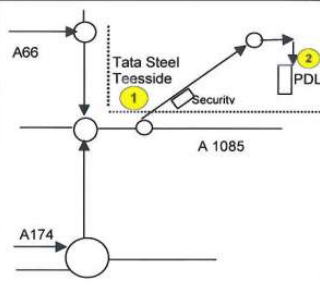 A66
Tata Steel
Teesside
1
Security
2
PDL
A 1085
A174